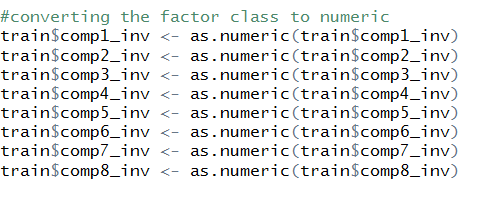 #converting the factor class to numeric
train$comp1_inv <- as.numeric(train$comp1_inv)
train$comp2_inv <- as.numeric(train$comp2_inv)
train$comp3_inv <- as.numeric(train$comp3_inv)
train$comp4_inv <- as.numeric(train$comp4_inv)
train$comp5_inv <- as.numeric(train$comp5_inv)
train$comp6_inv <- as.numeric(train$comp6_inv)
train$comp7_inv <- as.numeric(train$comp7_inv)
train$comp8_inv <- as.numeric(train$comp8_inv)